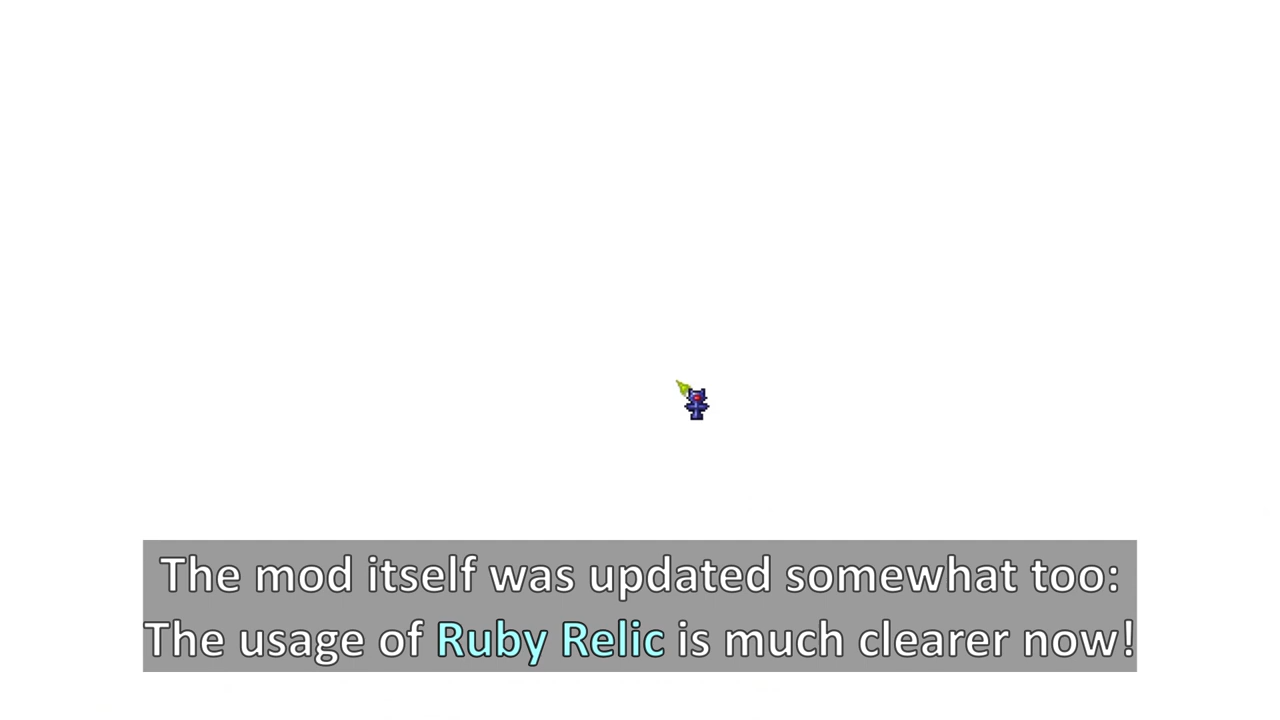 The mod itself was updated somewhat too:
The usage of Ruby Relic is much clearer now!